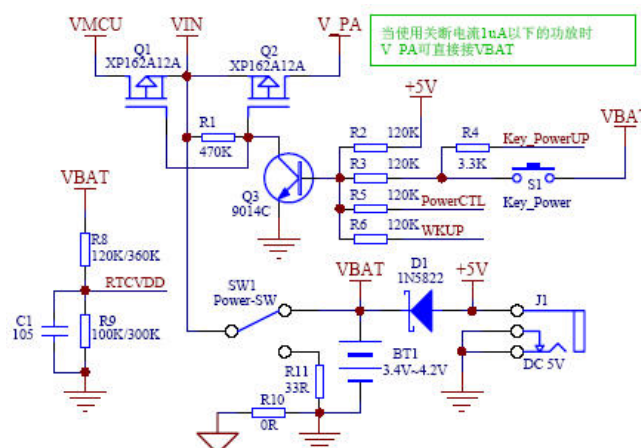 VMCU
VIN
V_PA
Q1
XP162A12A
Q2
XP162A12A
当使用关断电流1uA以下的功放时
V_PA可直接接VBAT
+5V
VBAT
R1
470K
R2
120K
R3
120K
R4
3.3K
Key_PowerUP
S1
Key_Power
Q3
9014C
R5
120K
PowerCTL
R6
120K
WKUP
VBAT
R8
120K/360K
RTCVDD
C1
105
R9
100K/300K
SW1
Power-SW
VBAT
D1
1N5822
+5V
J1
DC 5V
BT1
3.4V~4.2V
R11
33R
R10
0R